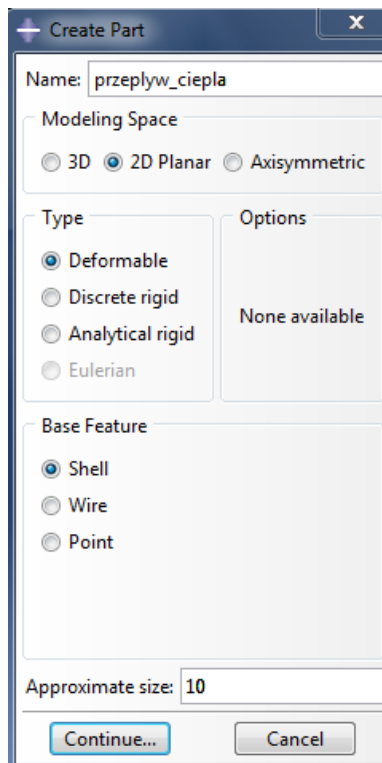 Create Part
X
Name: przeplyw_ciepla
Modeling Space
3D 2D Planar Axisymmetric
Type
Deformable
Discrete rigid
Analytical rigid
Eulerian
Options
None available
Base Feature
Shell
Wire
Point
Approximate size: 10
Continue... Cancel